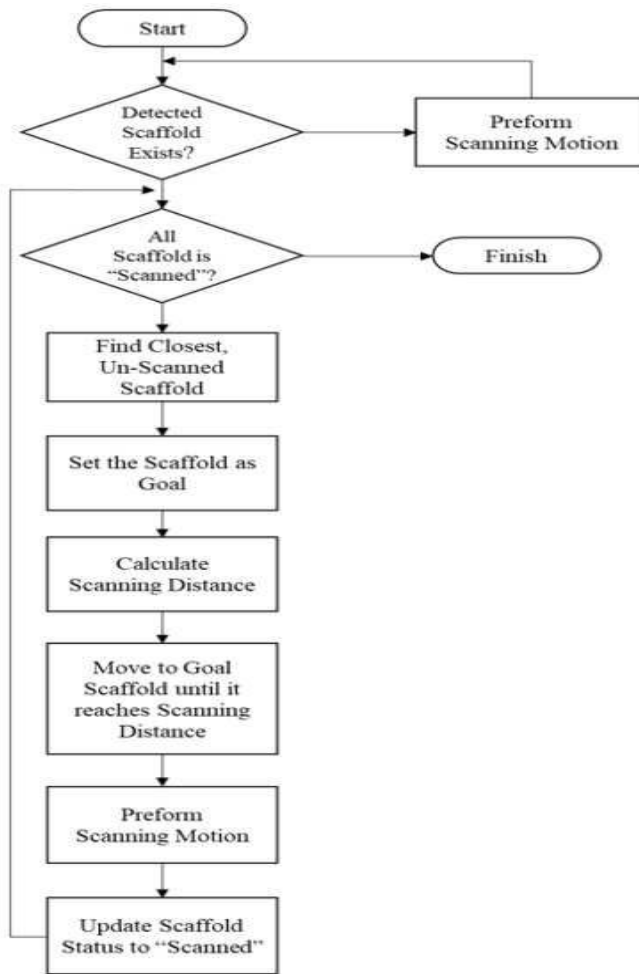 Start
Detected
Scaffold
Exists?
Preform
Scanning Motion
All
Scaffold is
“Scanned”?
Finish
Find Closest,
Un-Scanned
Scaffold
Set the Scaffold as
Goal
Calculate
Scanning Distance
Move to Goal
Scaffold until it
reaches Scanning
Distance
Preform
Scanning Motion
Update Scaffold
Status to “Scanned”